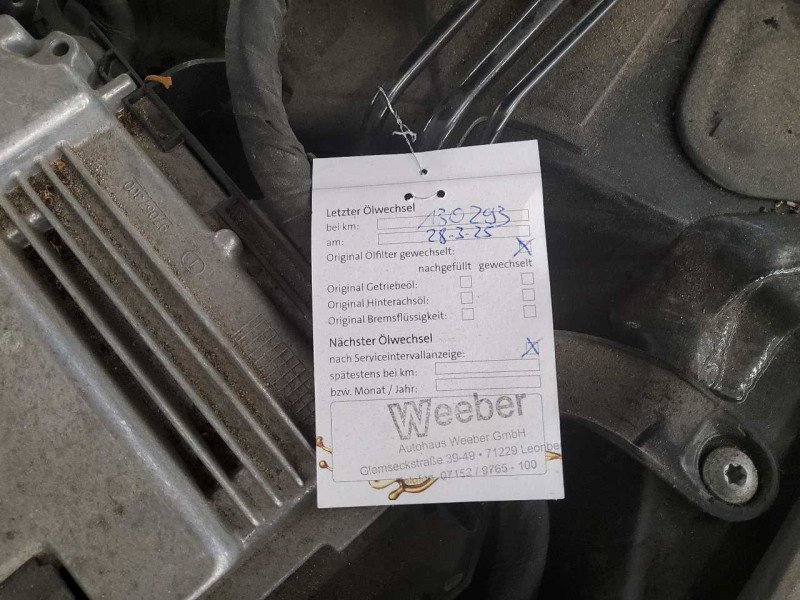 Letzter Ölwechsel
bei km: 130293
am: 28-3-25
Original Ölfilter gewechselt: X
nachgefüllt gewechselt
Original Getriebeöl:
Original Hinterachsöl:
Original Bremsflüssigkeit:
Nächster Ölwechsel
nach Serviceintervallanzeige: X
spätestens bei km:
bzw. Monat / Jahr:
Weeber
Autohaus Weeber GmbH
Glemseckstraße 39-49 • 71229 Leonbe
07152 / 9765 - 100